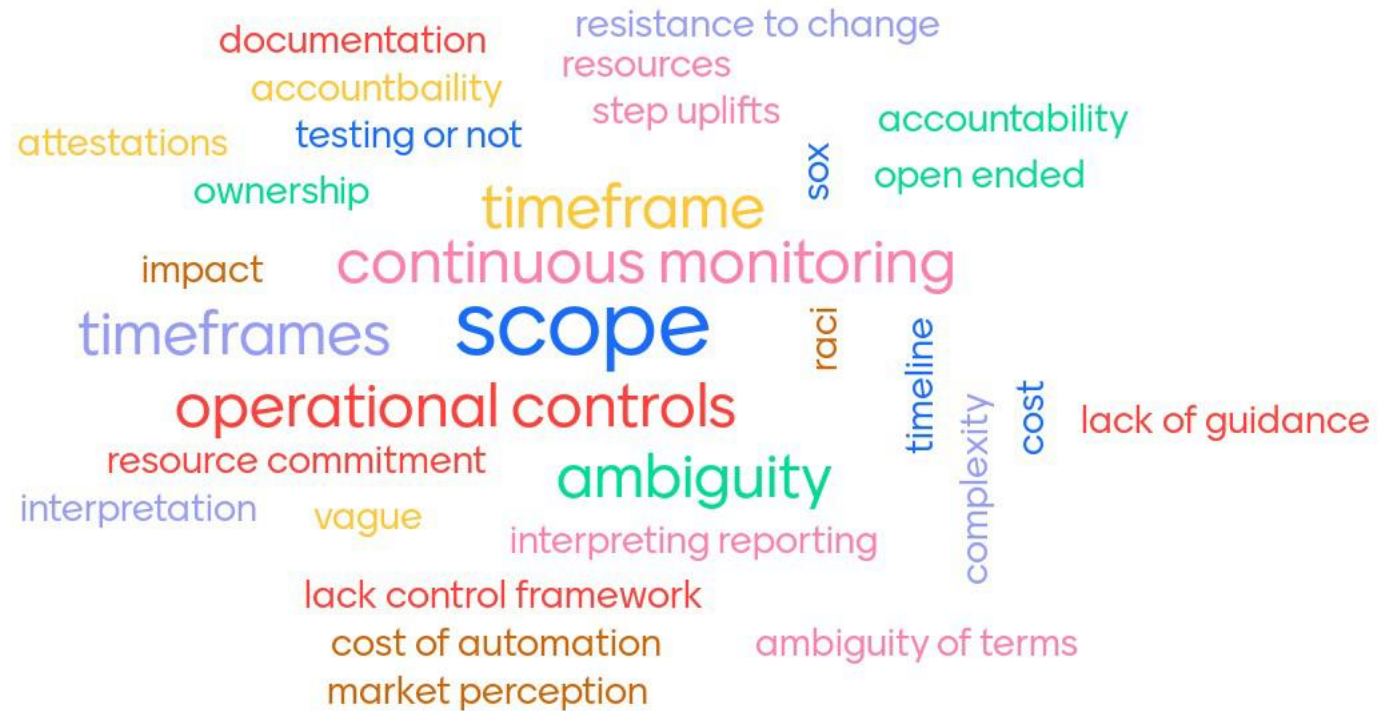 resistance to change
documentation
resources
accountbaility
step uplifts
accountability
testing or not
attestations
sox
open ended
ownership
timeframe
continuous monitoring
impact
scope
timeframes
raci
timeline
operational controls
cost
complexity
lack of guidance
resource commitment
ambiguity
interpretation
vague
interpreting reporting
lack control framework
cost of automation
ambiguity of terms
market perception